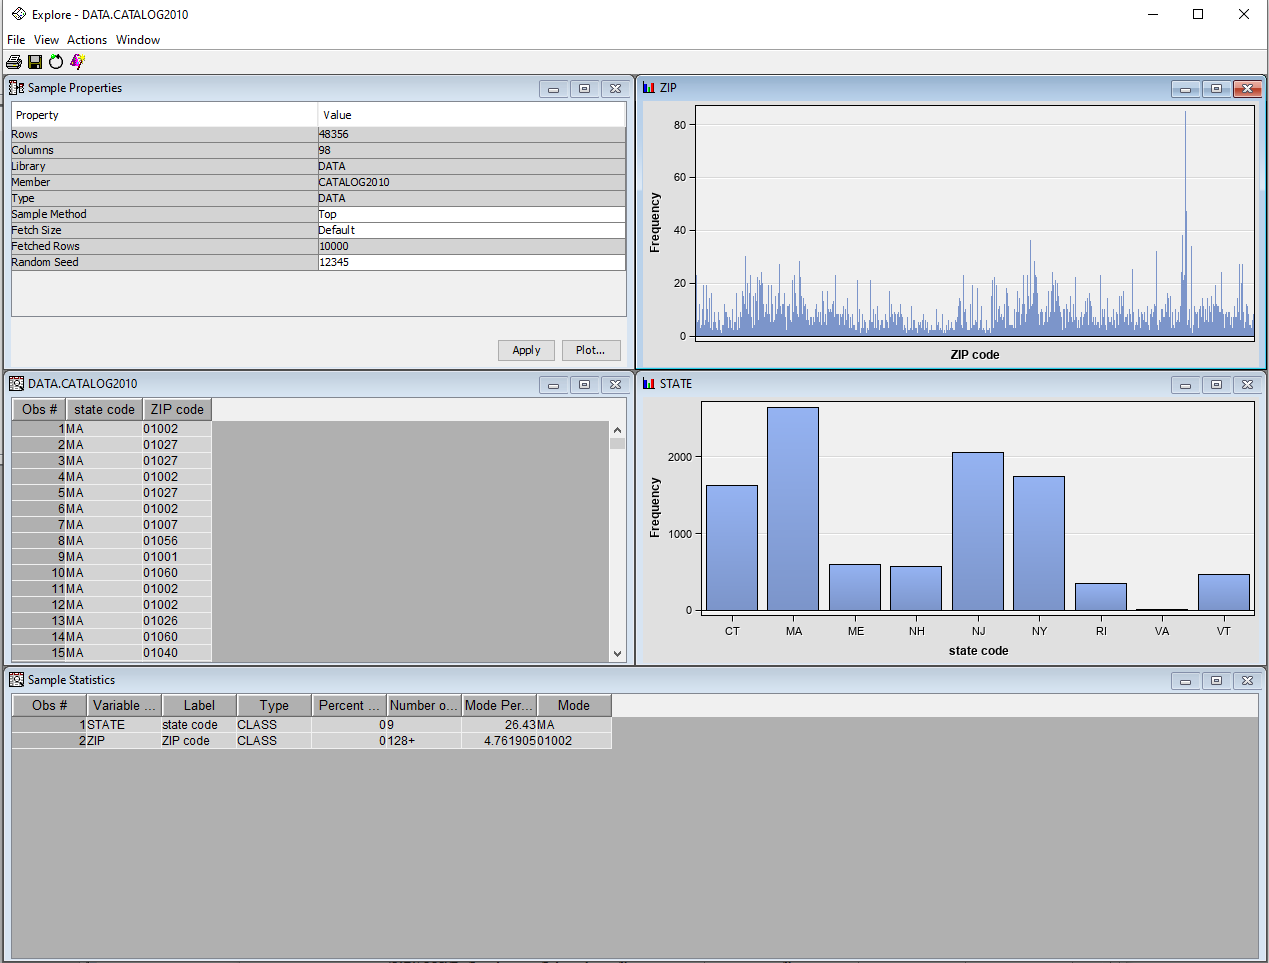 Explore - DATA.CATALOG2010
File View Actions Window
Sample Properties
Property Value
Rows 48356
Columns 98
Library DATA
Member CATALOG2010
Type DATA
Sample Method Top
Fetch Size Default
Fetched Rows 10000
Random Seed 12345
Apply Plot...
ZIP
80
60
40
20
0
Frequency
ZIP code
DATA.CATALOG2010
Obs # state code ZIP code
1 MA 01002
2 MA 01027
3 MA 01027
4 MA 01002
5 MA 01027
6 MA 01002
7 MA 01007
8 MA 01056
9 MA 01001
10 MA 01060
11 MA 01002
12 MA 01002
13 MA 01026
14 MA 01060
15 MA 01040
STATE
2000
1000
0
Frequency
CT MA ME NH NJ NY RI VA VT
state code
Sample Statistics
Obs # Variable ... Label Type Percent ... Number o... Mode Per... Mode
1 STATE state code CLASS 0 9 26.43 MA
2 ZIP ZIP code CLASS 0 128+ 4.761905 01002